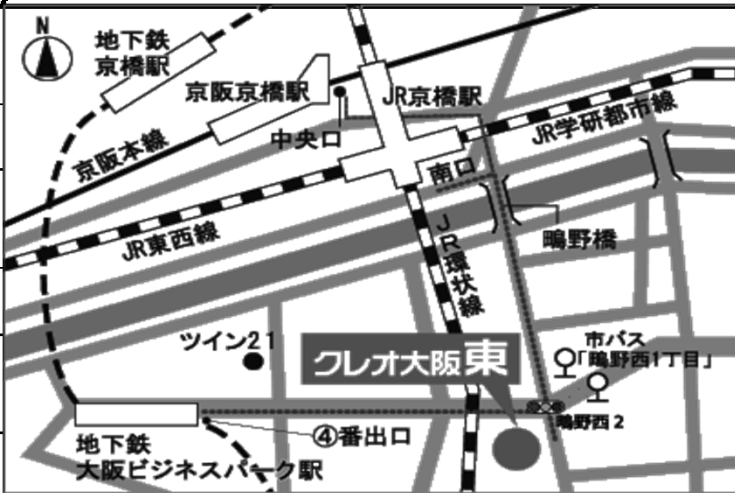 N
地下鉄
京橋駅
京阪京橋駅
JR京橋駅
中央口
京阪本線
南口
JR学研都市線
JR東西線
JR環状線
鴫野橋
ツイン21
クレオ大阪東
市バス
「鴫野西1丁目」
鴫野西2
④番出口
地下鉄
大阪ビジネスパーク駅